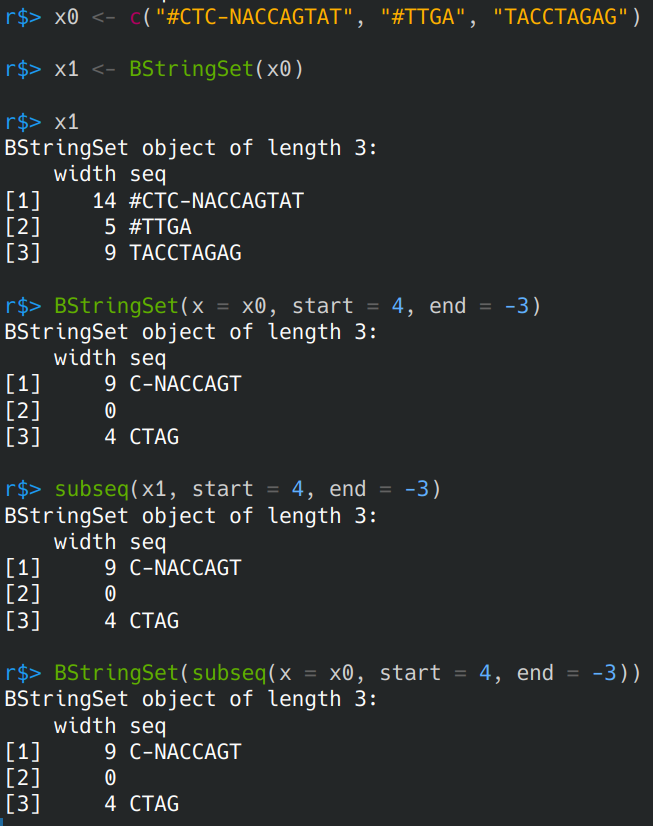 r$> x0 <- c("#CTC-NACCAGTAT", "#TTGA", "TACCTAGAG")
r$> x1 <- BStringSet(x0)
r$> x1
BStringSet object of length 3:
    width seq
[1]    14 #CTC-NACCAGTAT
[2]     5 #TTGA
[3]     9 TACCTAGAG
r$> BStringSet(x = x0, start = 4, end = -3)
BStringSet object of length 3:
    width seq
[1]     9 C-NACCAGT
[2]     0
[3]     4 CTAG
r$> subseq(x1, start = 4, end = -3)
BStringSet object of length 3:
    width seq
[1]     9 C-NACCAGT
[2]     0
[3]     4 CTAG
r$> BStringSet(subseq(x = x0, start = 4, end = -3))
BStringSet object of length 3:
    width seq
[1]     9 C-NACCAGT
[2]     0
[3]     4 CTAG